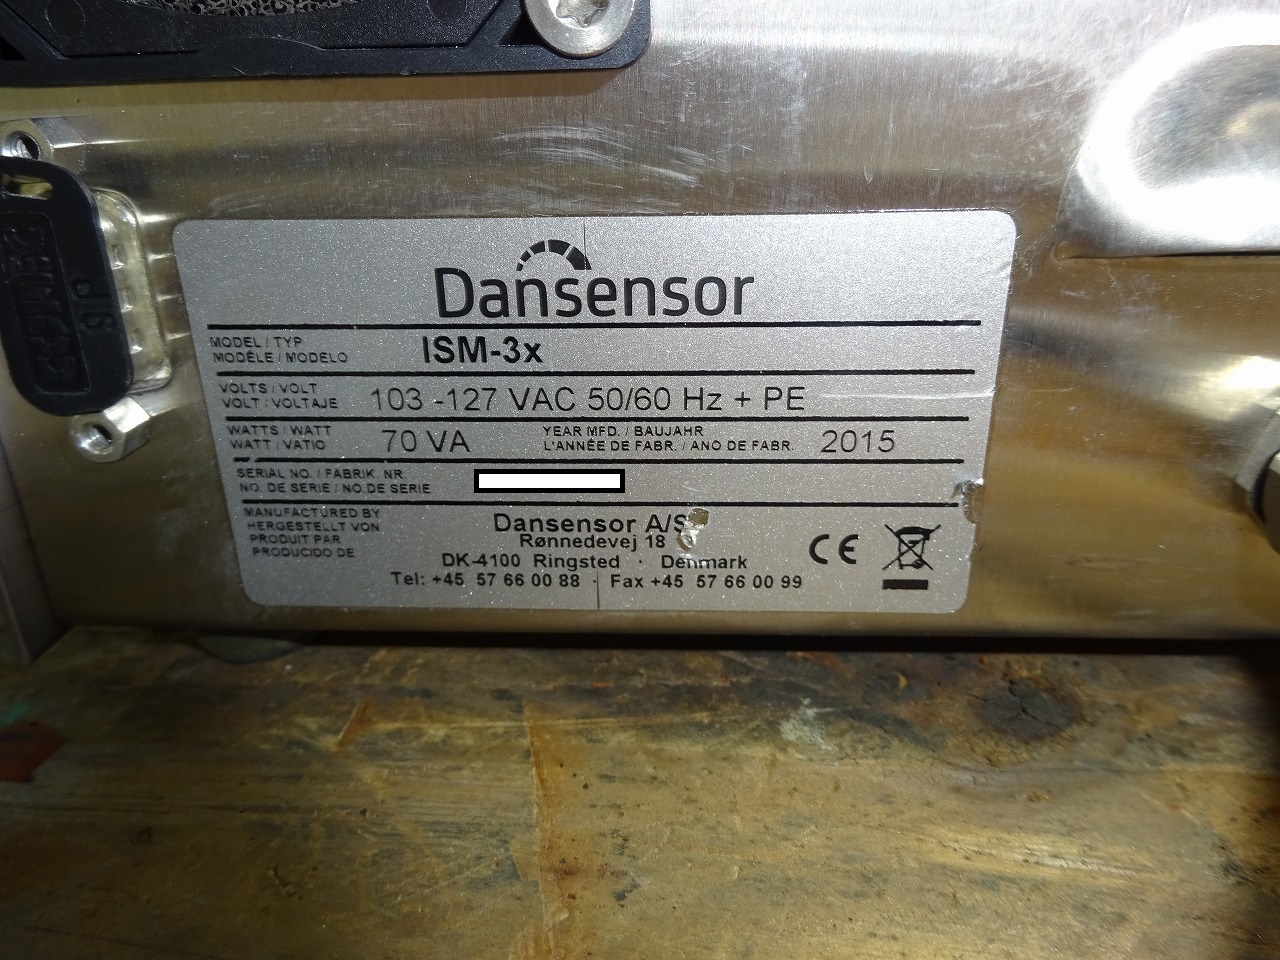 Dansensor
MODEL / TYP
MODÈLE / MODELO
ISM-3x
VOLTS / VOLT
VOLT / VOLTAJE
103 -127 VAC 50/60 Hz + PE
WATTS / WATT
WATT / VATIO
70 VA
YEAR MFD. / BAUJAHR
L'ANNÉE DE FABR. / ANO DE FABR.
2015
SERIAL NO. / FABRIK. NR.
NO. DE SERIE / NO.DE SERIE
MANUFACTURED BY
HERGESTELLT VON
PRODUIT PAR
PRODUCIDO DE
Dansensor A/S
Rønnedevej 18
DK-4100 Ringsted · Denmark
Tel: +45 57 66 00 88 · Fax +45 57 66 00 99
CE
9P